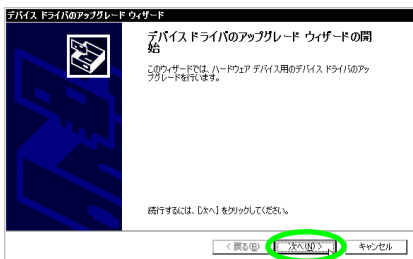 デバイス ドライバのアップグレード ウィザード
デバイス ドライバのアップグレード ウィザードの開
始
このウィザードでは、ハードウェア デバイス用のデバイス ドライバのアッ
プグレードを行います。
続行するには、[次へ] をクリックしてください。
< 戻る(B)
次へ(N) >
キャンセル